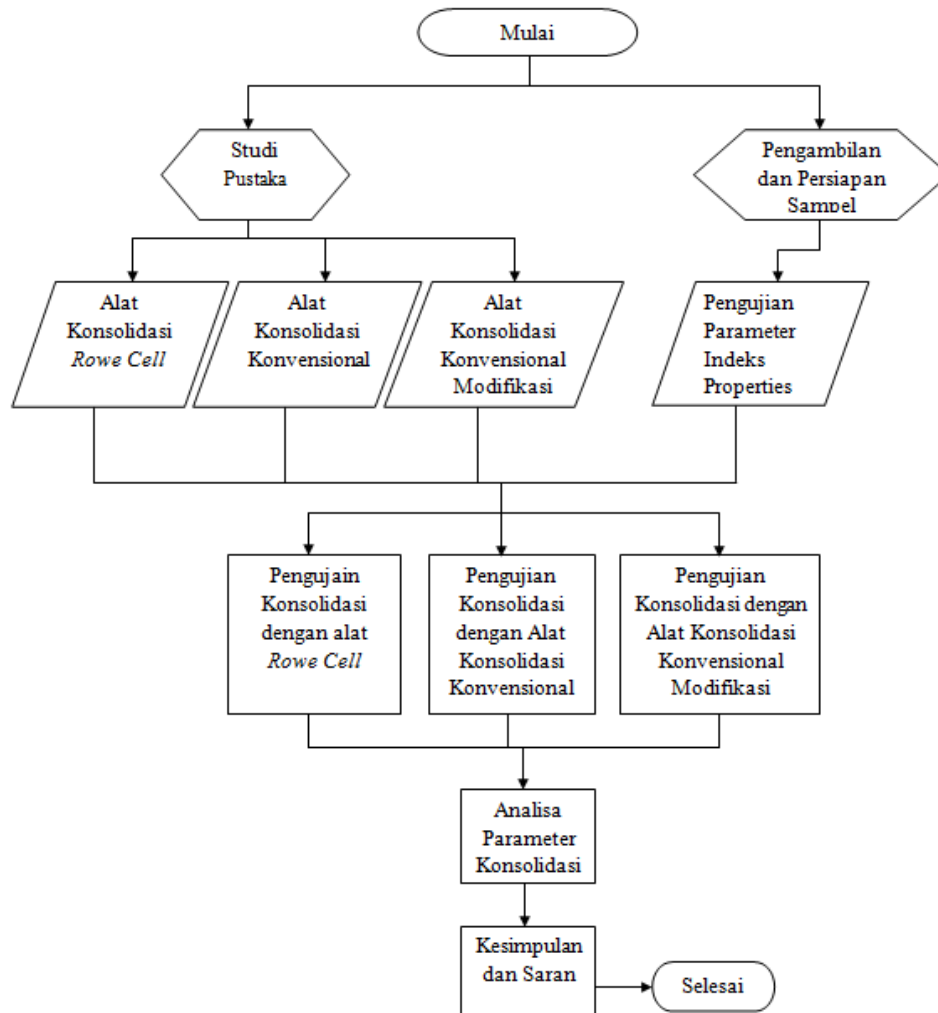 Mulai
Studi
Pustaka
Pengambilan
dan Persiapan
Sampel
Alat
Konsolidasi
Rowe Cell
Alat
Konsolidasi
Konvensional
Alat
Konsolidasi
Konvensional
Modifikasi
Pengujian
Parameter
Indeks
Properties
Pengujain
Konsolidasi
dengan alat
Rowe Cell
Pengujian
Konsolidasi
dengan Alat
Konsolidasi
Konvensional
Pengujian
Konsolidasi dengan
Alat Konsolidasi
Konvensional
Modifikasi
Analisa
Parameter
Konsolidasi
Kesimpulan
dan Saran
Selesai